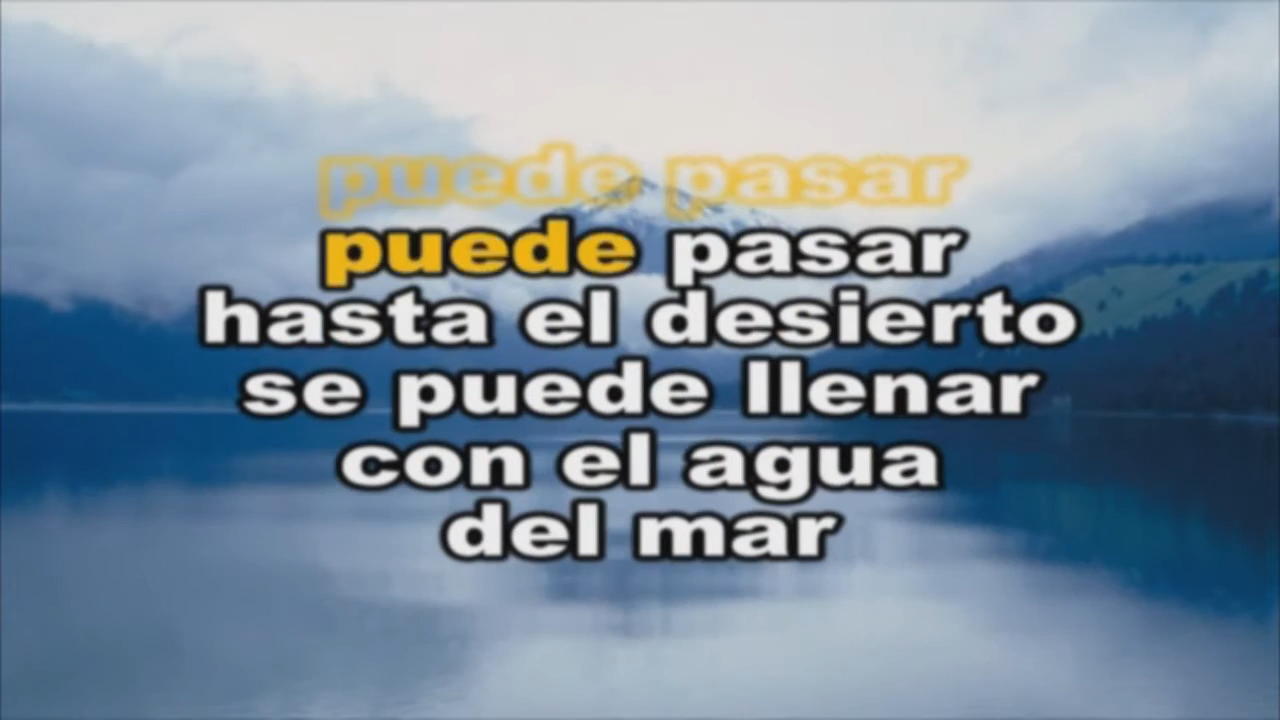 puede pasar
puede pasar
hasta el desierto
se puede llenar
con el agua
del mar